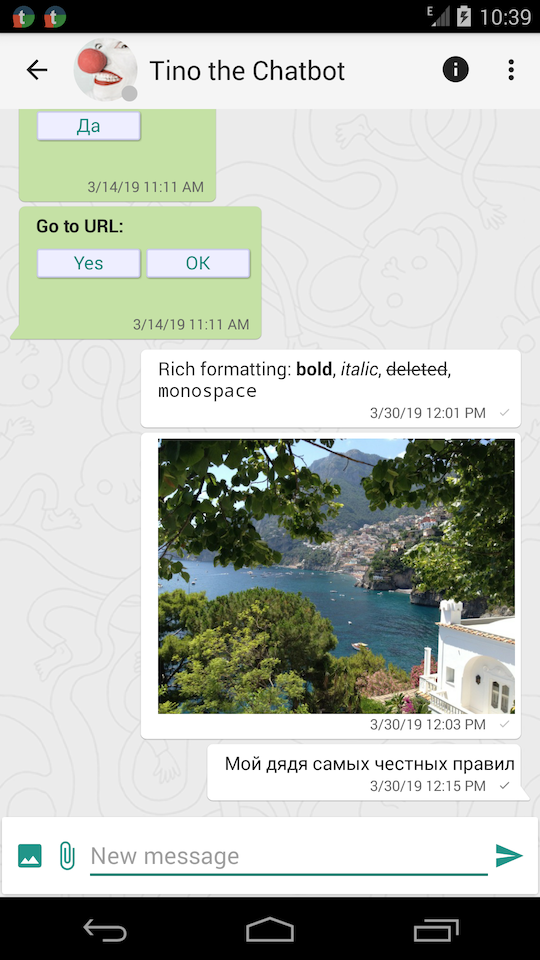 E
10:39
Tino the Chatbot
Да
3/14/19 11:11 AM
Go to URL:
Yes
OK
3/14/19 11:11 AM
Rich formatting: bold, italic, deleted,
monospace
3/30/19 12:01 PM
3/30/19 12:03 PM
Мой дядя самых честных правил
3/30/19 12:15 PM
New message